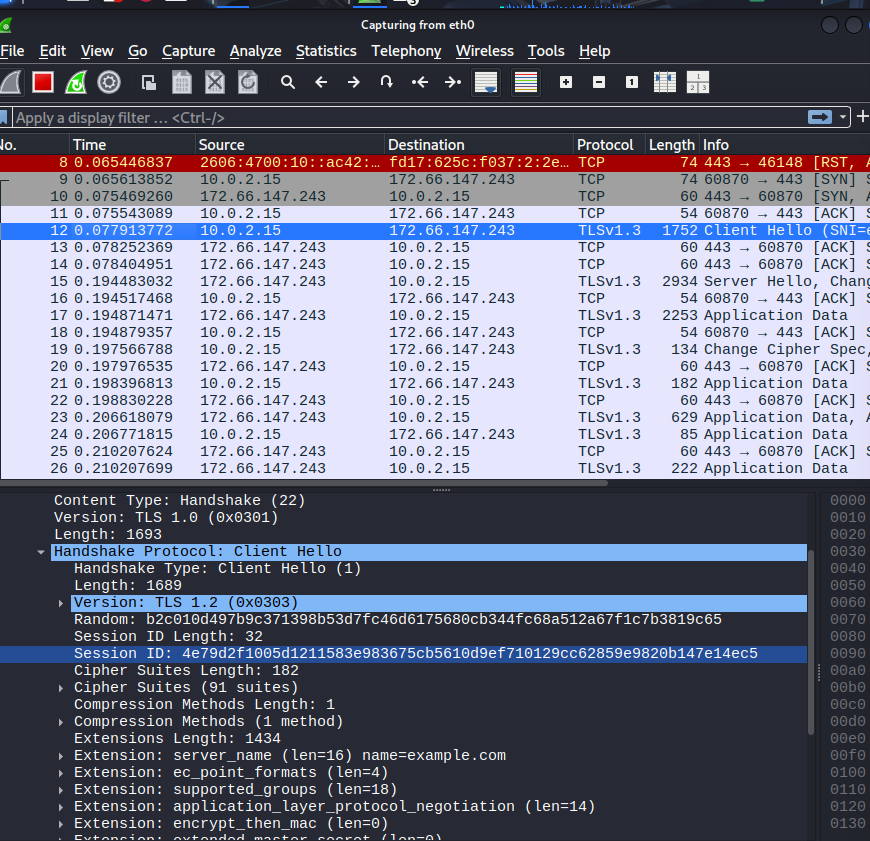 Capturing from eth0
File Edit View Go Capture Analyze Statistics Telephony Wireless Tools Help
Apply a display filter … <Ctrl-/>
No. Time Source Destination Protocol Length Info
8 0.065446837 2606:4700:10::ac42:… fd17:625c:f037:2:2e… TCP 74 443 → 46148 [RST, A
9 0.065613852 10.0.2.15 172.66.147.243 TCP 74 60870 → 443 [SYN] S
10 0.075469260 172.66.147.243 10.0.2.15 TCP 60 443 → 60870 [SYN, A
11 0.075543089 10.0.2.15 172.66.147.243 TCP 54 60870 → 443 [ACK] S
12 0.077913772 10.0.2.15 172.66.147.243 TLSv1.3 1752 Client Hello (SNI=e
13 0.078252369 172.66.147.243 10.0.2.15 TCP 60 443 → 60870 [ACK] S
14 0.078404951 172.66.147.243 10.0.2.15 TCP 60 443 → 60870 [ACK] S
15 0.194483032 172.66.147.243 10.0.2.15 TLSv1.3 2934 Server Hello, Chang
16 0.194517468 10.0.2.15 172.66.147.243 TCP 54 60870 → 443 [ACK] S
17 0.194871471 172.66.147.243 10.0.2.15 TLSv1.3 2253 Application Data
18 0.194879357 10.0.2.15 172.66.147.243 TCP 54 60870 → 443 [ACK] S
19 0.197566788 10.0.2.15 172.66.147.243 TLSv1.3 134 Change Cipher Spec,
20 0.197976535 172.66.147.243 10.0.2.15 TCP 60 443 → 60870 [ACK] S
21 0.198396813 10.0.2.15 172.66.147.243 TLSv1.3 182 Application Data
22 0.198830228 172.66.147.243 10.0.2.15 TCP 60 443 → 60870 [ACK] S
23 0.206618079 172.66.147.243 10.0.2.15 TLSv1.3 629 Application Data, A
24 0.206771815 10.0.2.15 172.66.147.243 TLSv1.3 85 Application Data
25 0.210207624 172.66.147.243 10.0.2.15 TCP 60 443 → 60870 [ACK] S
26 0.210207699 172.66.147.243 10.0.2.15 TLSv1.3 222 Application Data
Content Type: Handshake (22)
Version: TLS 1.0 (0x0301)
Length: 1693
Handshake Protocol: Client Hello
Handshake Type: Client Hello (1)
Length: 1689
Version: TLS 1.2 (0x0303)
Random: b2c010d497b9c371398b53d7fc46d6175680cb344fc68a512a67f1c7b3819c65
Session ID Length: 32
Session ID: 4e79d2f1005d1211583e983675cb5610d9ef710129cc62859e9820b147e14ec5
Cipher Suites Length: 182
Cipher Suites (91 suites)
Compression Methods Length: 1
Compression Methods (1 method)
Extensions Length: 1434
Extension: server_name (len=16) name=example.com
Extension: ec_point_formats (len=4)
Extension: supported_groups (len=18)
Extension: application_layer_protocol_negotiation (len=14)
Extension: encrypt_then_mac (len=0)
Extension: extended_master_secret (len=0)
0000
0010
0020
0030
0040
0050
0060
0070
0080
0090
00a0
00b0
00c0
00d0
00e0
00f0
0100
0110
0120
0130